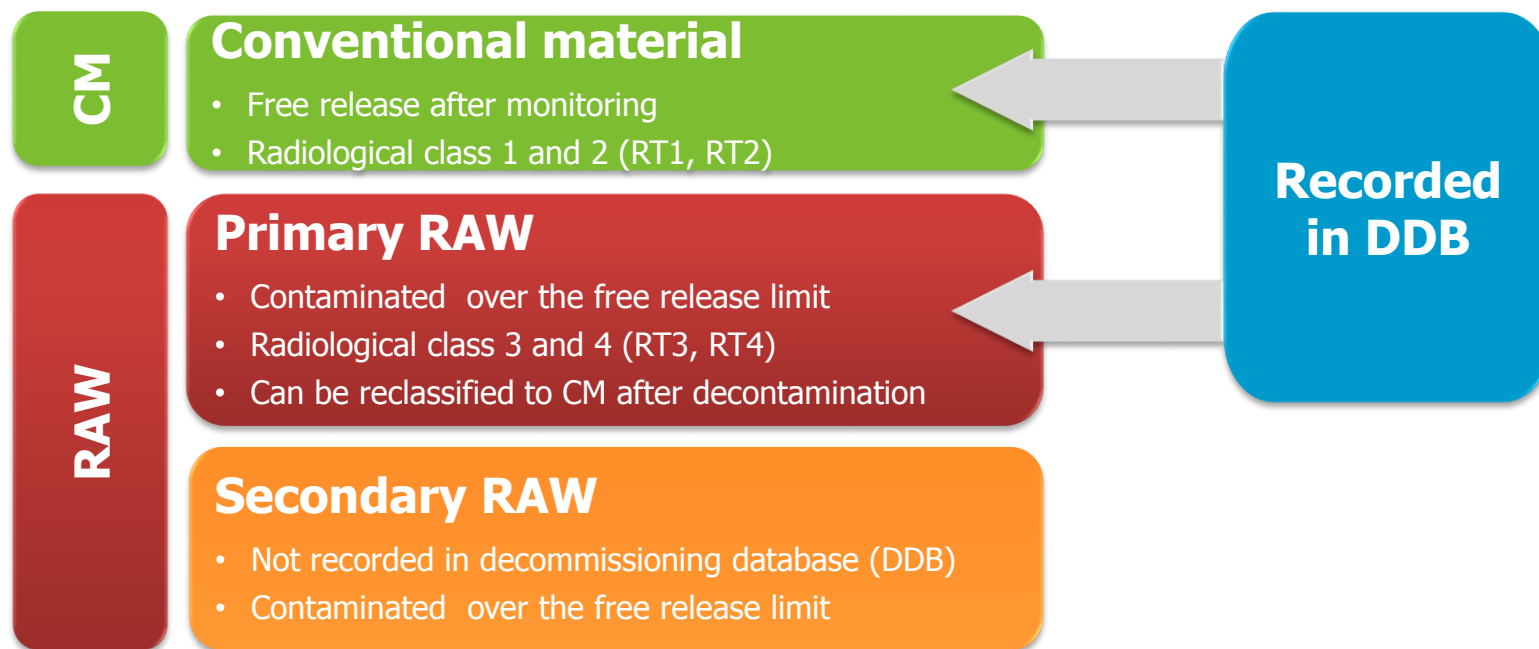 CM
Conventional material
• Free release after monitoring
• Radiological class 1 and 2 (RT1, RT2)
RAW
Primary RAW
• Contaminated  over the free release limit
• Radiological class 3 and 4 (RT3, RT4)
• Can be reclassified to CM after decontamination
Secondary RAW
• Not recorded in decommissioning database (DDB)
• Contaminated  over the free release limit
Recorded
in DDB